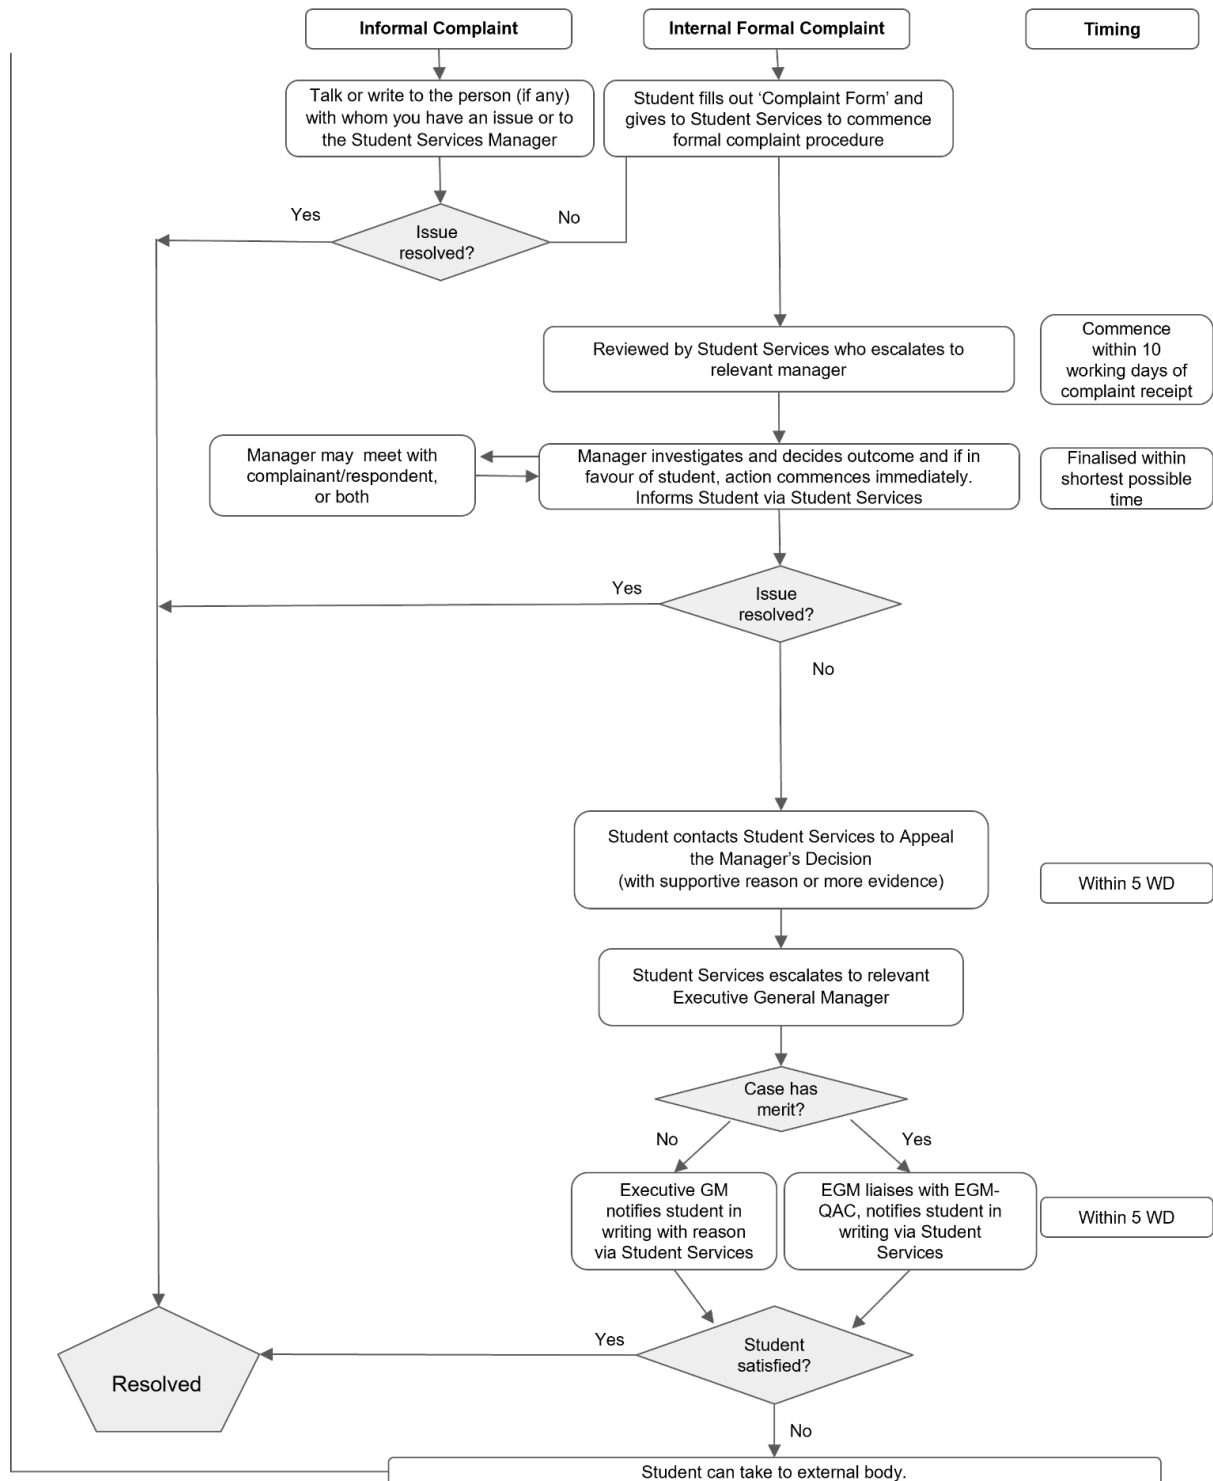 Informal Complaint
Internal Formal Complaint
Timing
Talk or write to the person (if any)
with whom you have an issue or to
the Student Services Manager
Student fills out ‘Complaint Form’ and
gives to Student Services to commence
formal complaint procedure
Yes
Issue
resolved?
No
Reviewed by Student Services who escalates to
relevant manager
Commence
within 10
working days of
complaint receipt
Manager may  meet with
complainant/respondent,
or both
Manager investigates and decides outcome and if in
favour of student, action commences immediately.
Informs Student via Student Services
Finalised within
shortest possible
time
Yes
Issue
resolved?
No
Student contacts Student Services to Appeal
the Manager’s Decision
(with supportive reason or more evidence)
Within 5 WD
Student Services escalates to relevant
Executive General Manager
Case has
merit?
No
Yes
Executive GM
notifies student in
writing with reason
via Student Services
EGM liaises with EGM-
QAC, notifies student in
writing via Student
Services
Within 5 WD
Yes
Student
satisfied?
Resolved
No
Student can take to external body.